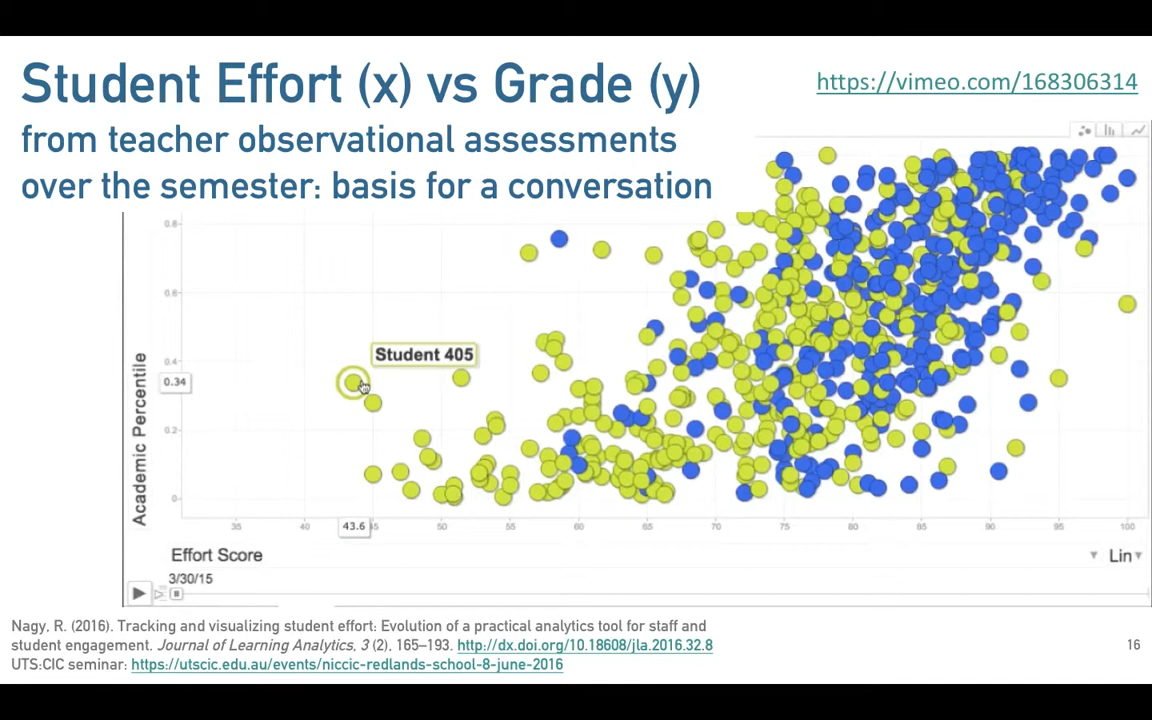 Student Effort (x) vs Grade (y)
https://vimeo.com/168306314
from teacher observational assessments
over the semester: basis for a conversation
0.8
0.6
Student 405
0.4
0.34
0.2
0
Academic Percentile
35 40 43.6 45 50 55 60 65 70 75 80 85 90 95 100
Effort Score
Lin
3/30/15
Nagy, R. (2016). Tracking and visualizing student effort: Evolution of a practical analytics tool for staff and
student engagement. Journal of Learning Analytics, 3 (2), 165–193. http://dx.doi.org/10.18608/jla.2016.32.8
16
UTS:CIC seminar: https://utscic.edu.au/events/niccic-redlands-school-8-june-2016